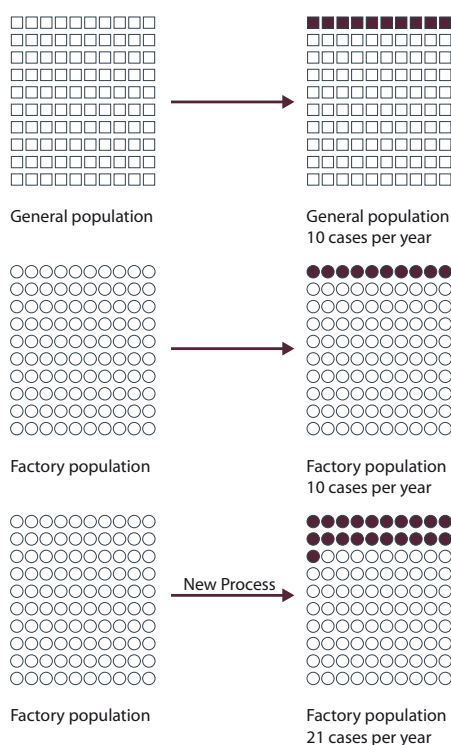 General population
General population
10 cases per year
Factory population
Factory population
10 cases per year
New Process
Factory population
Factory population
21 cases per year